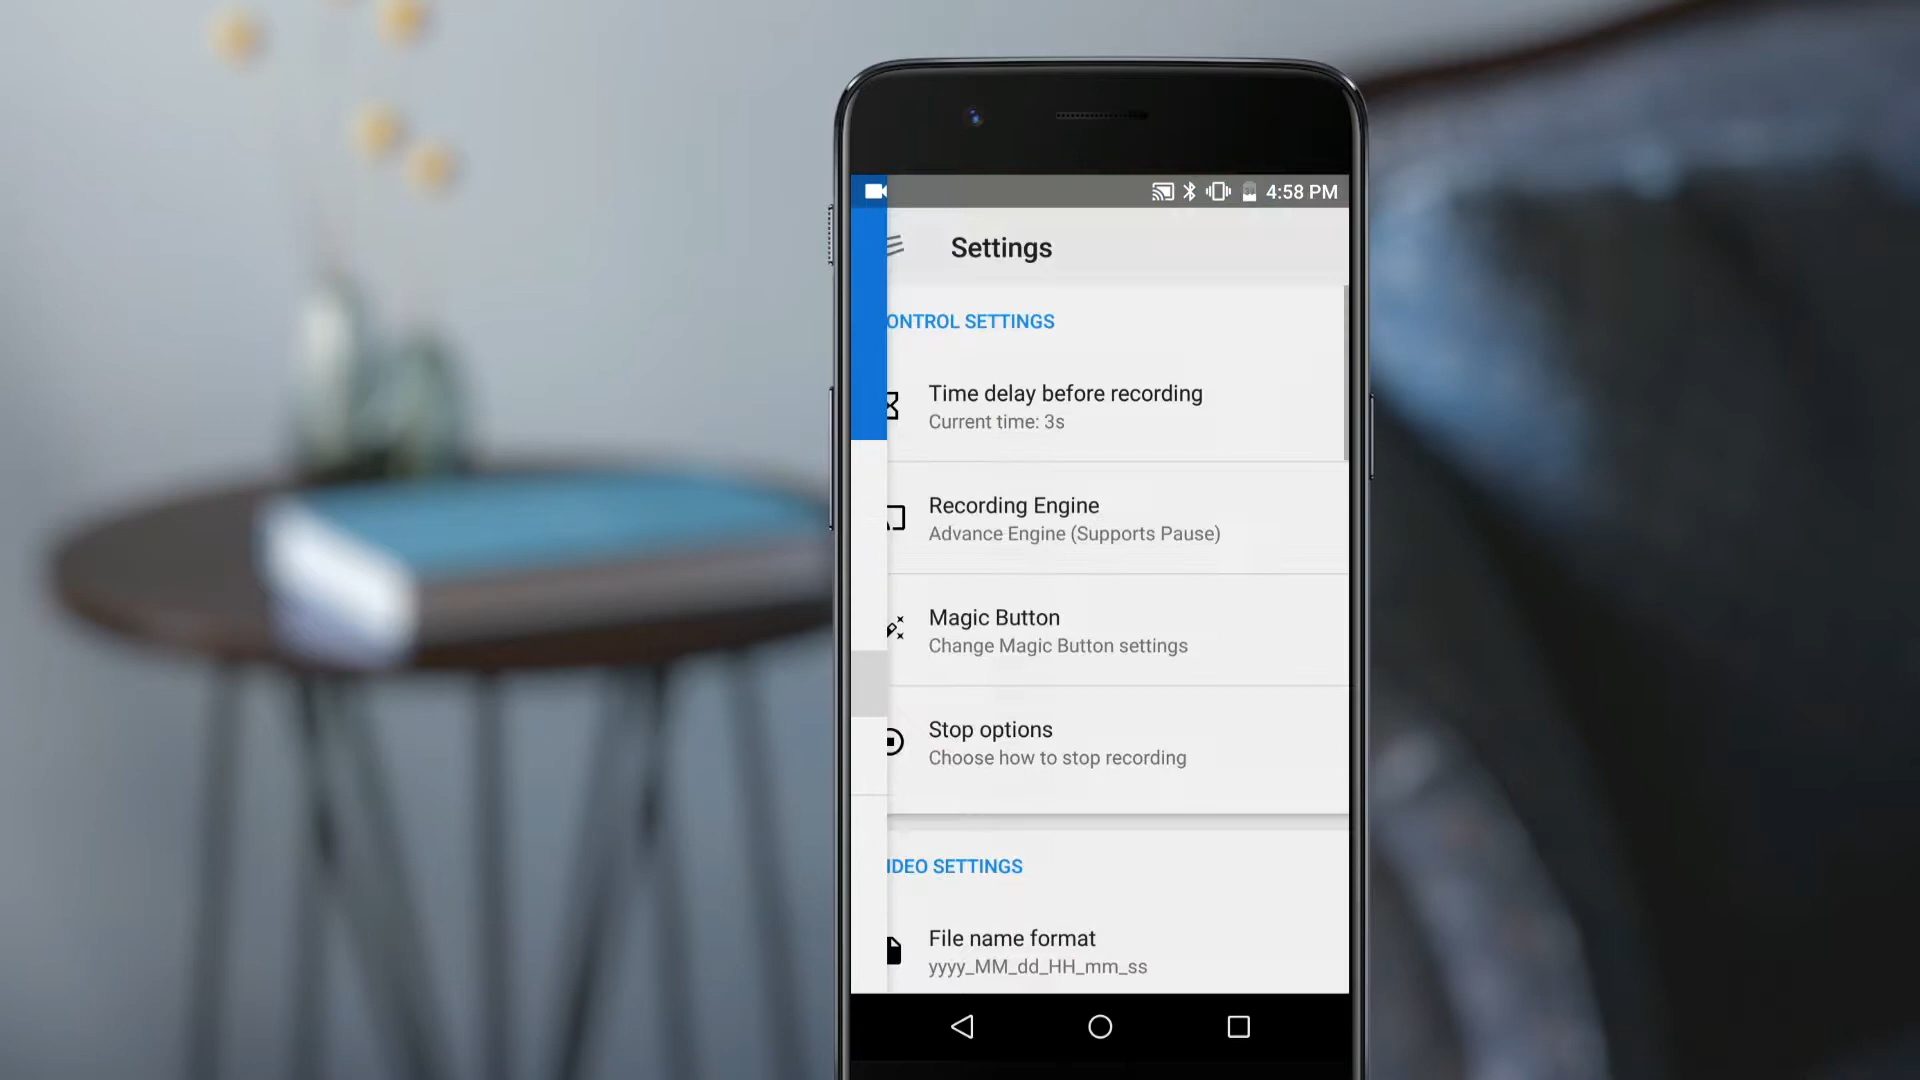 4:58 PM
Settings
ONTROL SETTINGS
Time delay before recording
Current time: 3s
Recording Engine
Advance Engine (Supports Pause)
Magic Button
Change Magic Button settings
Stop options
Choose how to stop recording
IDEO SETTINGS
File name format
yyyy_MM_dd_HH_mm_ss